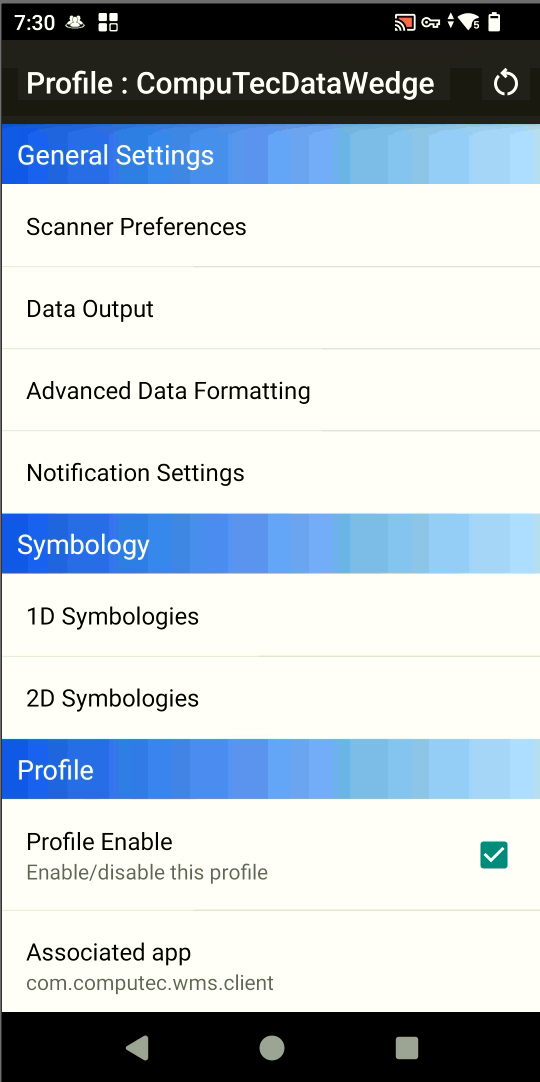 7:30
Profile : CompuTecDataWedge
General Settings
Scanner Preferences
Data Output
Advanced Data Formatting
Notification Settings
Symbology
1D Symbologies
2D Symbologies
Profile
Profile Enable
Enable/disable this profile
Associated app
com.computec.wms.client